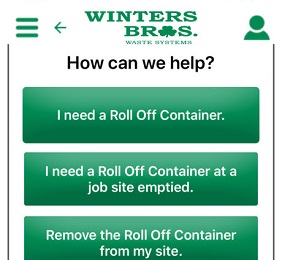 WINTERS
BROS.
WASTE SYSTEMS
How can we help?
I need a Roll Off Container.
I need a Roll Off Container at a
job site emptied.
Remove the Roll Off Container
from my site.